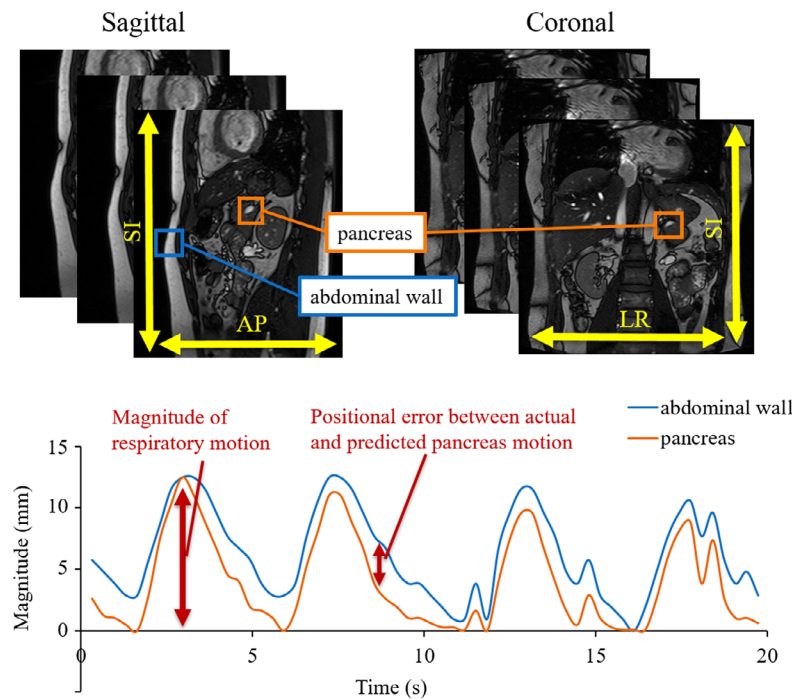 Sagittal
Coronal
SI
AP
pancreas
abdominal wall
SI
LR
Magnitude of
respiratory motion
Positional error between actual
and predicted pancreas motion
abdominal wall
pancreas
Magnitude (mm)
15
10
5
0
0
5
10
15
20
Time (s)